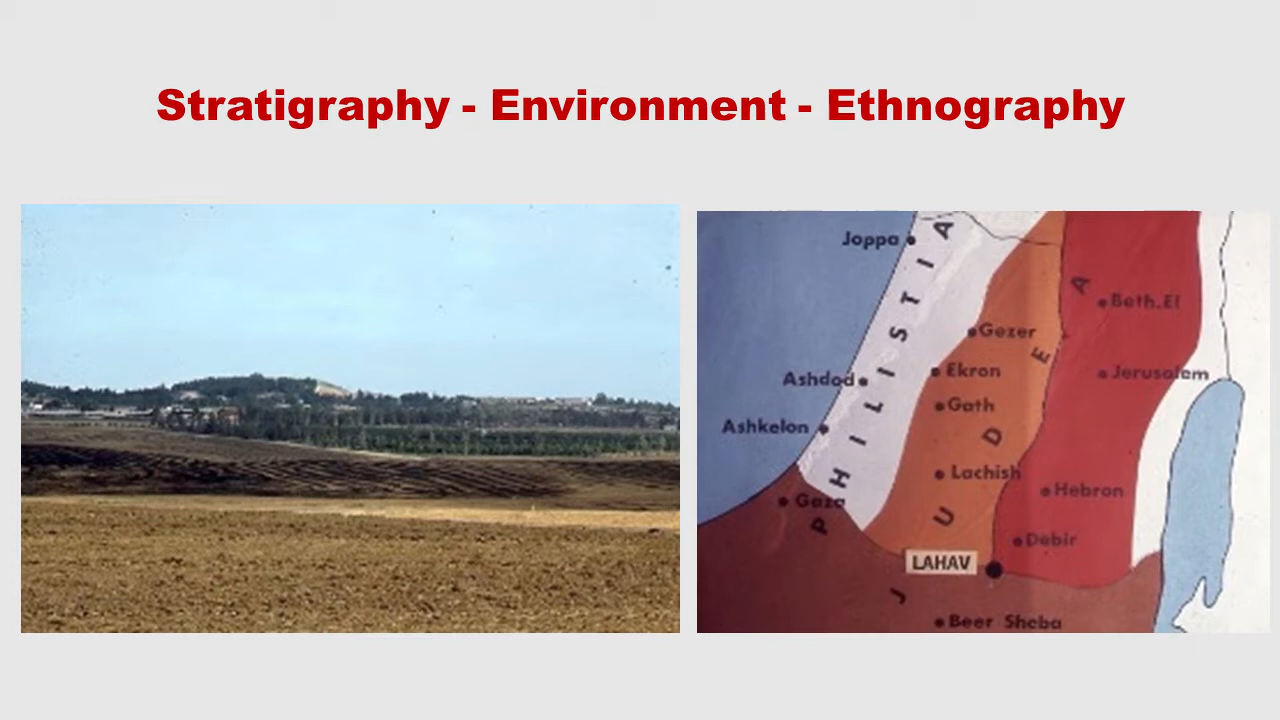 Stratigraphy - Environment - Ethnography
Joppa
PHILISTIA
JUDEA
Beth.El
Gezer
Ekron
Jerusalem
Ashdod
Gath
Ashkelon
Lachish
Hebron
Gaza
Debir
LAHAV
Beer Sheba